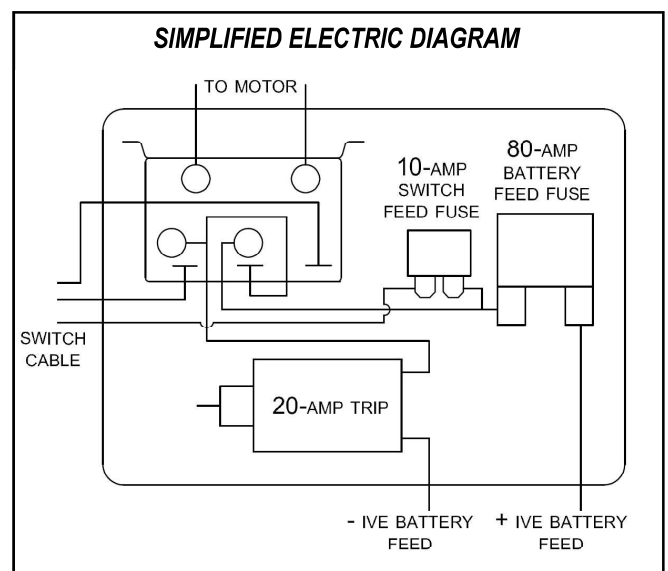 SIMPLIFIED ELECTRIC DIAGRAM
TO MOTOR
10-AMP
SWITCH
FEED FUSE
80-AMP
BATTERY
FEED FUSE
SWITCH
CABLE
20-AMP TRIP
- IVE BATTERY
FEED
+ IVE BATTERY
FEED